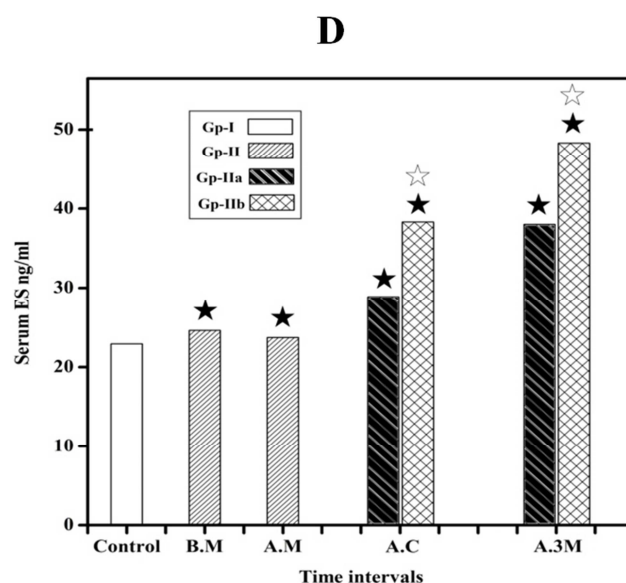 D
Serum ES ng/ml
50
40
30
20
10
0
Gp-I
Gp-II
Gp-IIa
Gp-IIb
Control B.M A.M A.C A.3M
Time intervals